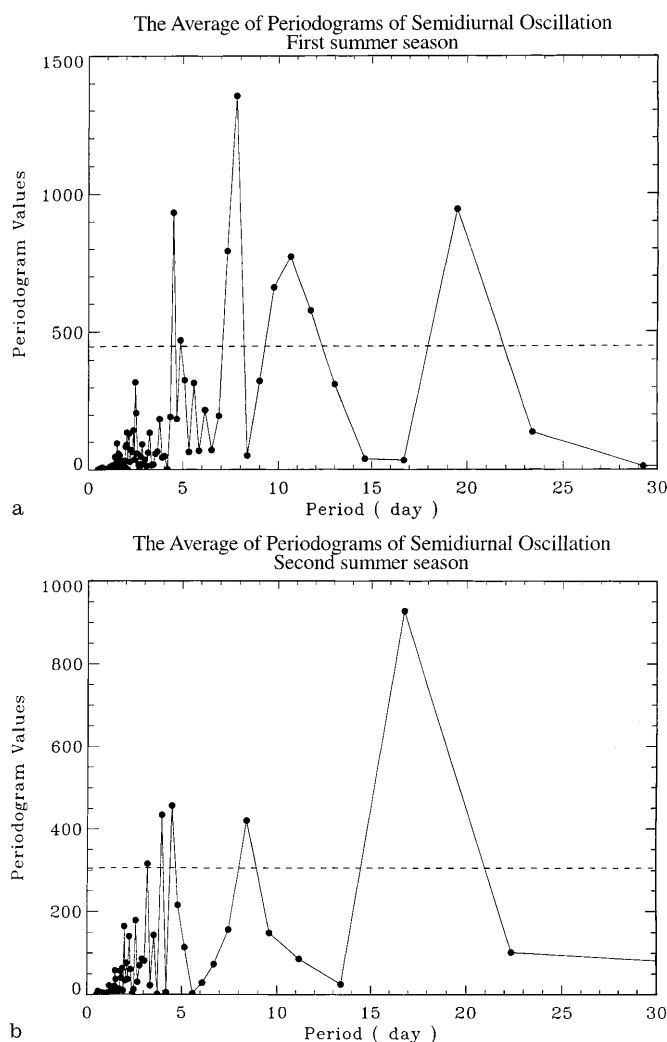 The Average of Periodograms of Semidiurnal Oscillation
First summer season
1500
1000
500
0
Periodogram Values
0 5 10 15 20 25 30
Period ( day )
a
The Average of Periodograms of Semidiurnal Oscillation
Second summer season
1000
800
600
400
200
0
Periodogram Values
0 5 10 15 20 25 30
Period ( day )
b